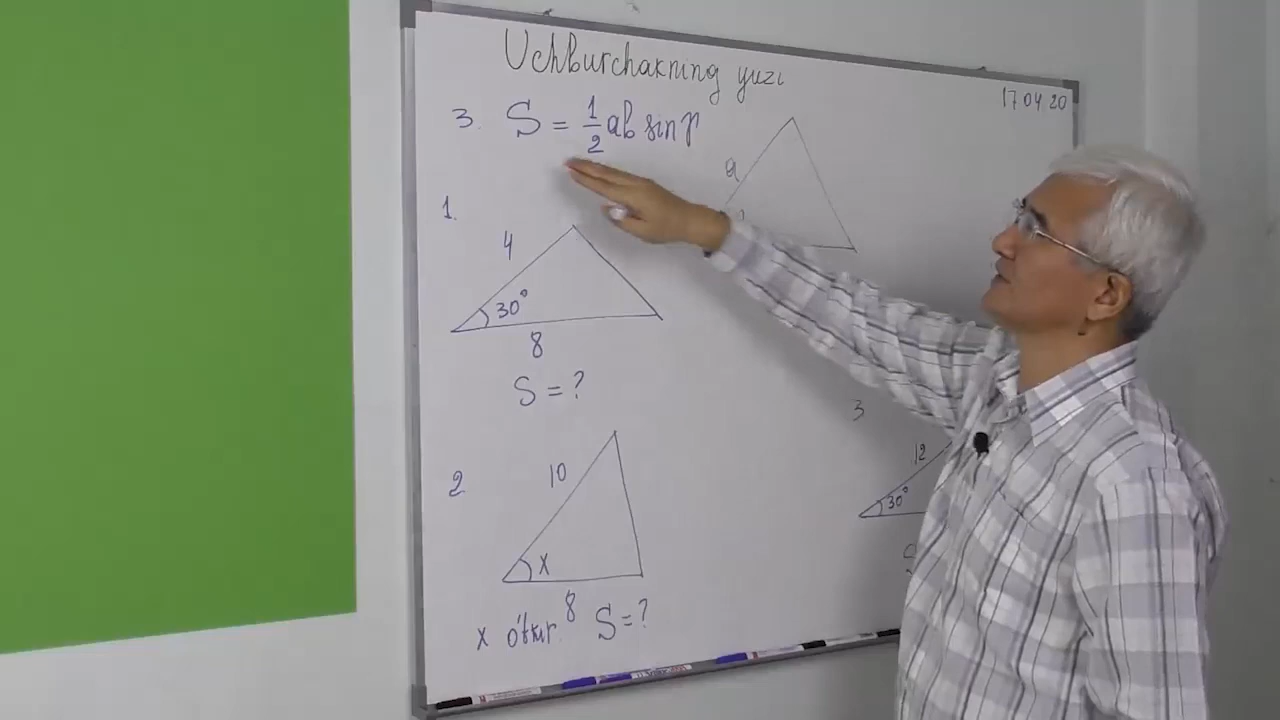 Uchburchakning yuzi
17 04 20
3. S = 1/2 ab sin γ
a
1.
4
30°
8
S = ?
2
10
x
8
x o'tkir. S = ?
3
12
30°